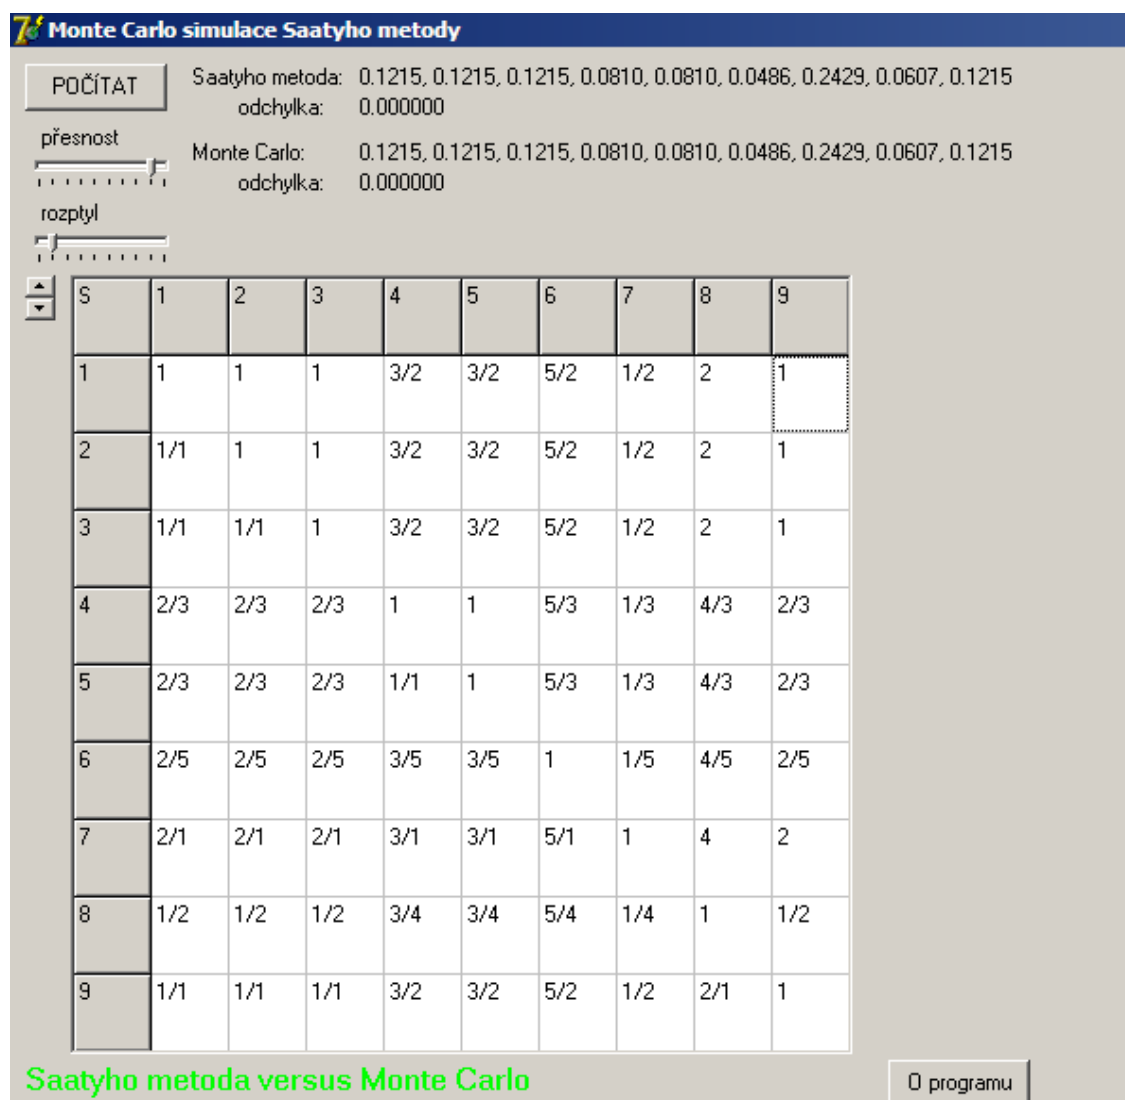 Monte Carlo simulace Saatyho metody
POČÍTAT
Saatyho metoda: 0.1215, 0.1215, 0.1215, 0.0810, 0.0810, 0.0486, 0.2429, 0.0607, 0.1215
odchylka: 0.000000
přesnost
Monte Carlo: 0.1215, 0.1215, 0.1215, 0.0810, 0.0810, 0.0486, 0.2429, 0.0607, 0.1215
odchylka: 0.000000
rozptyl
S 1 2 3 4 5 6 7 8 9
1 1 1 1 3/2 3/2 5/2 1/2 2 1
2 1/1 1 1 3/2 3/2 5/2 1/2 2 1
3 1/1 1/1 1 3/2 3/2 5/2 1/2 2 1
4 2/3 2/3 2/3 1 1 5/3 1/3 4/3 2/3
5 2/3 2/3 2/3 1/1 1 5/3 1/3 4/3 2/3
6 2/5 2/5 2/5 3/5 3/5 1 1/5 4/5 2/5
7 2/1 2/1 2/1 3/1 3/1 5/1 1 4 2
8 1/2 1/2 1/2 3/4 3/4 5/4 1/4 1 1/2
9 1/1 1/1 1/1 3/2 3/2 5/2 1/2 2/1 1
Saatyho metoda versus Monte Carlo
O programu